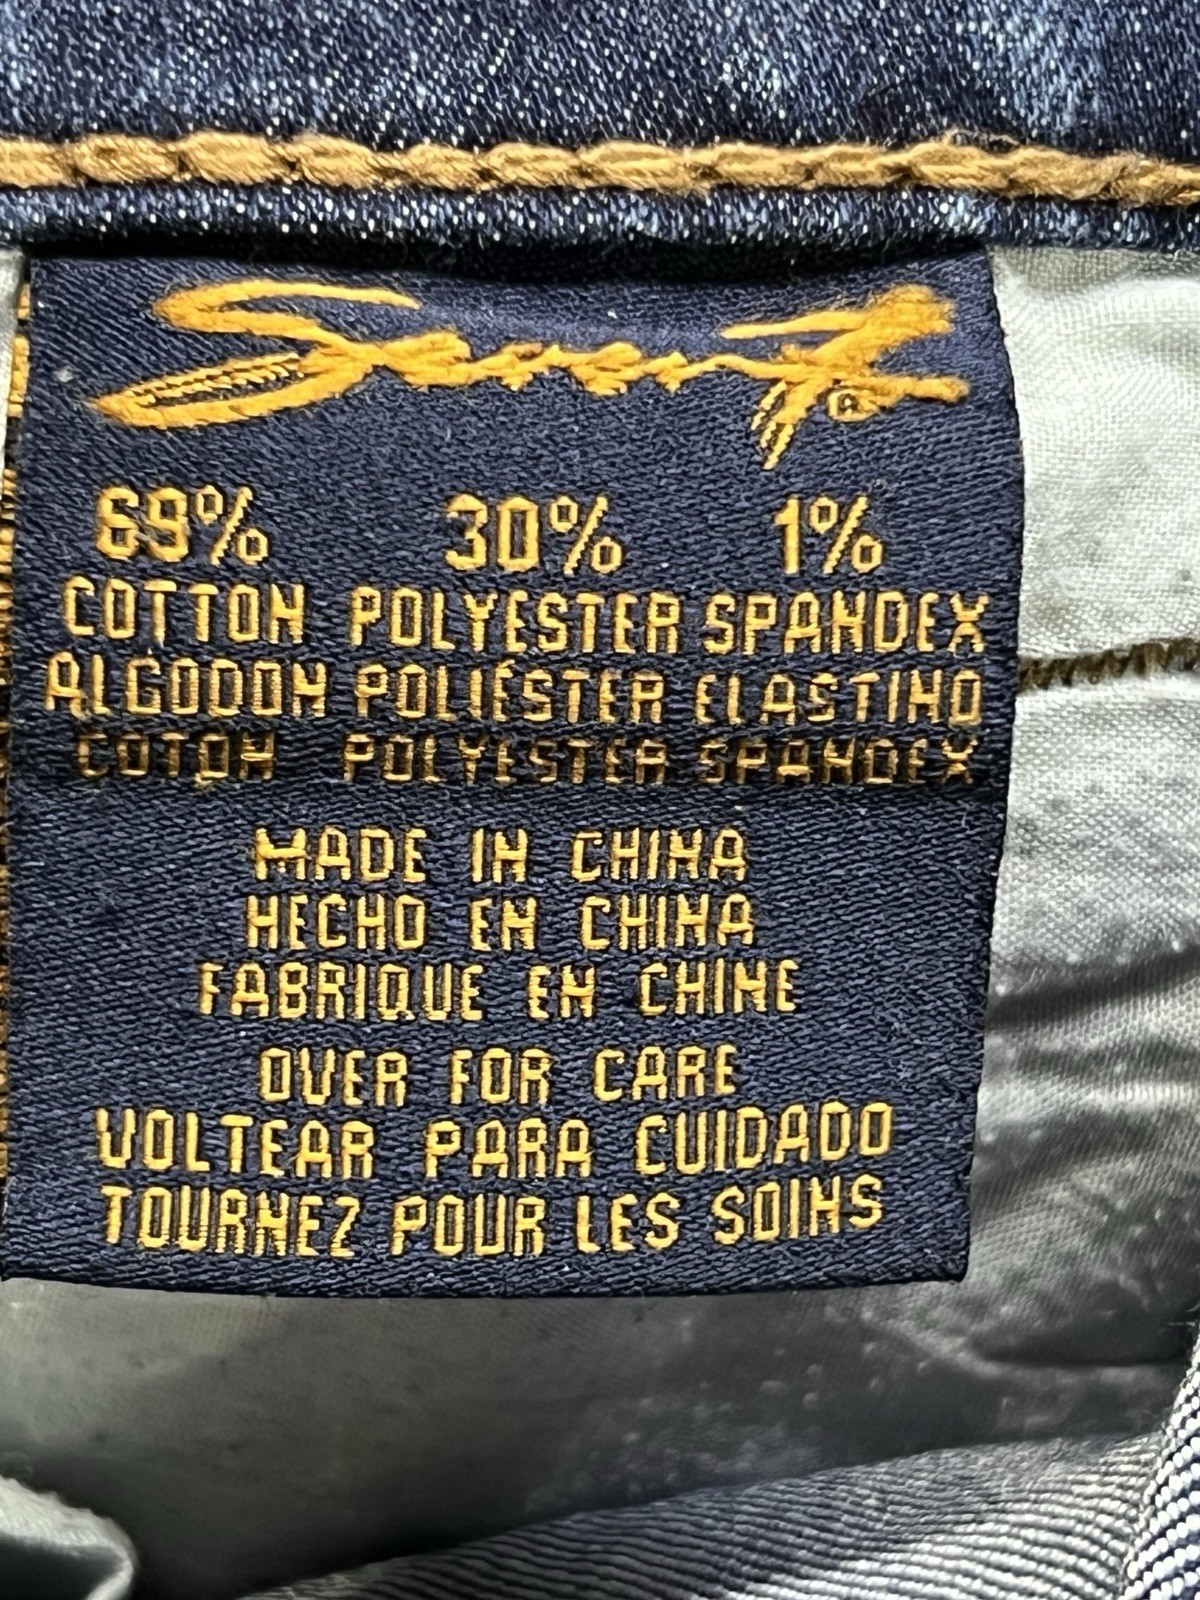 Seven7®
69% 30% 1%
COTTON POLYESTER SPANDEX
ALGODON POLIÉSTER ELASTINO
COTON POLYESTER SPANDEX
MADE IN CHINA
HECHO EN CHINA
FABRIQUE EN CHINE
OVER FOR CARE
VOLTEAR PARA CUIDADO
TOURNEZ POUR LES SOINS